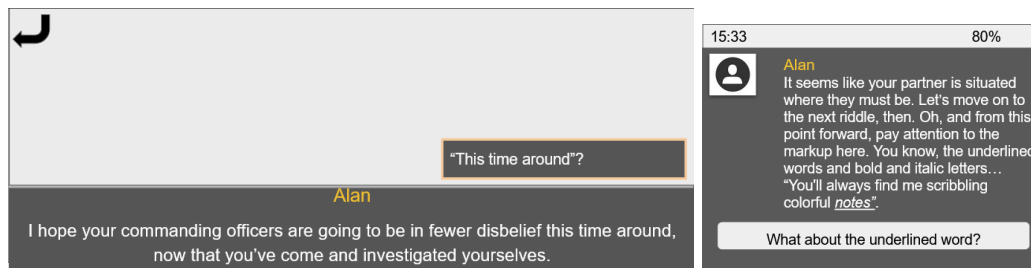 “This time around”?
Alan
I hope your commanding officers are going to be in fewer disbelief this time around,
now that you’ve come and investigated yourselves.
15:33
80%
Alan
It seems like your partner is situated
where they must be. Let’s move on to
the next riddle, then. Oh, and from this
point forward, pay attention to the
markup here. You know, the underlined
words and bold and italic letters…
“You’ll always find me scribbling
colorful notes”.
What about the underlined word?